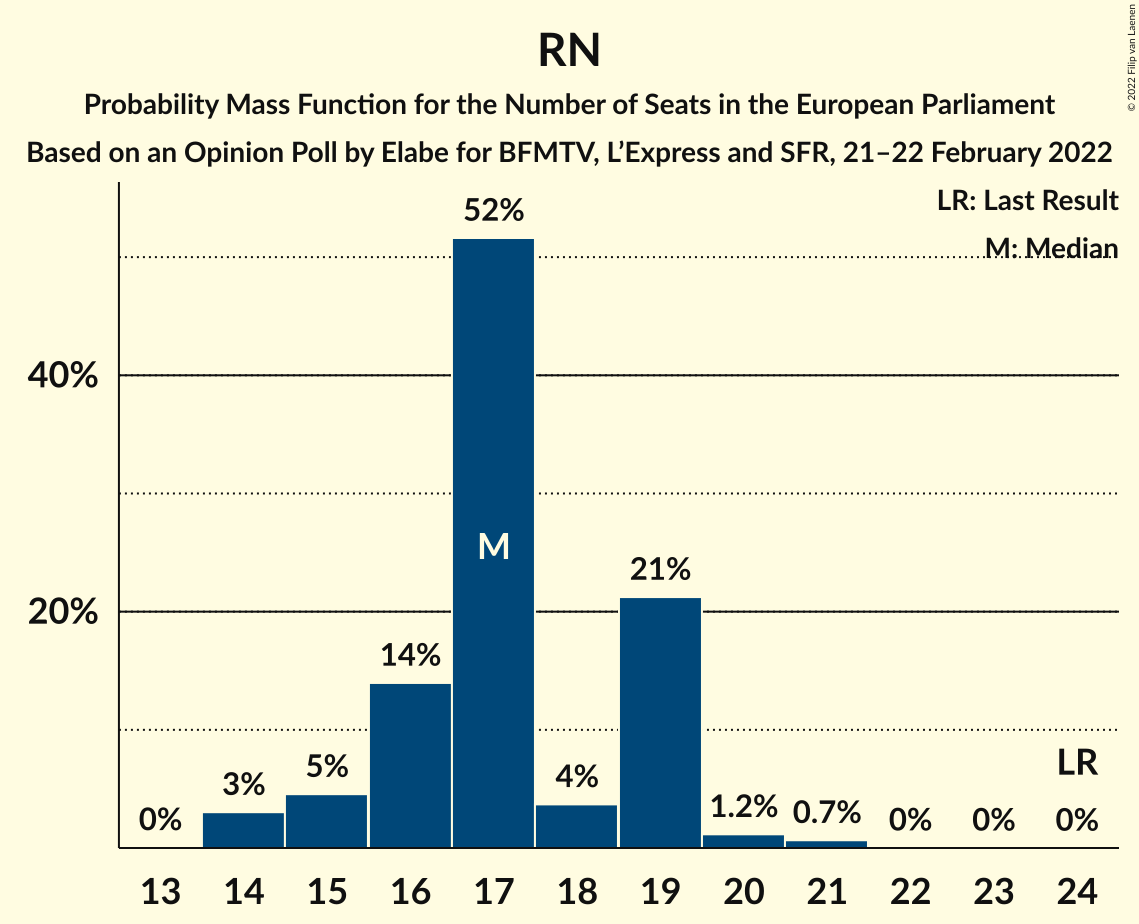 RN
Probability Mass Function for the Number of Seats in the European Parliament
Based on an Opinion Poll by Elabe for BFMTV, L’Express and SFR, 21–22 February 2022
© 2022 Filip van Laenen
LR: Last Result
M: Median
40%
20%
0%
3%
5%
14%
52%
M
4%
21%
1.2%
0.7%
0%
0%
LR
0%
13 14 15 16 17 18 19 20 21 22 23 24